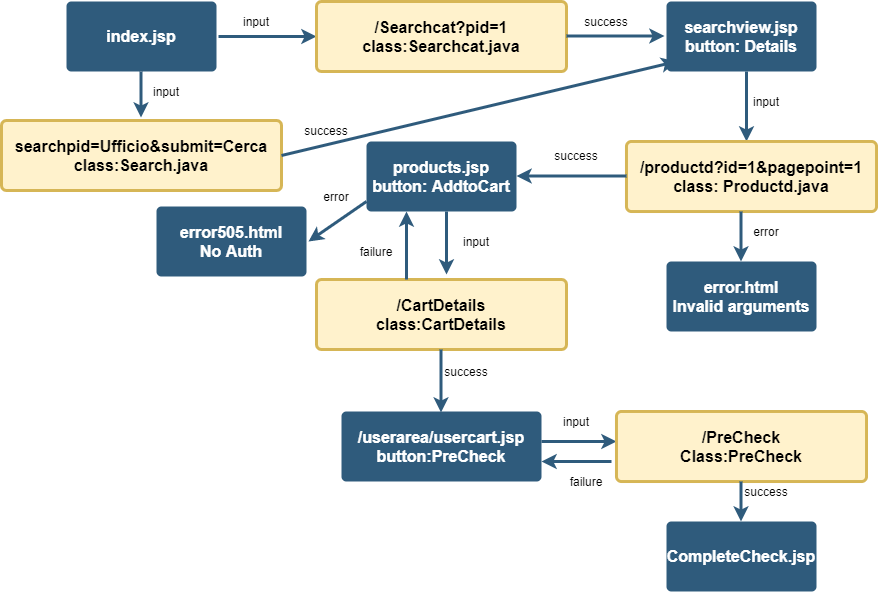 index.jsp
input
/Searchcat?pid=1
class:Searchcat.java
success
searchview.jsp
button: Details
input
input
searchpid=Ufficio&submit=Cerca
class:Search.java
success
products.jsp
button: AddtoCart
success
/productd?id=1&pagepoint=1
class: Productd.java
error
error505.html
No Auth
failure
input
error
error.html
Invalid arguments
/CartDetails
class:CartDetails
success
/userarea/usercart.jsp
button:PreCheck
input
failure
/PreCheck
Class:PreCheck
success
CompleteCheck.jsp